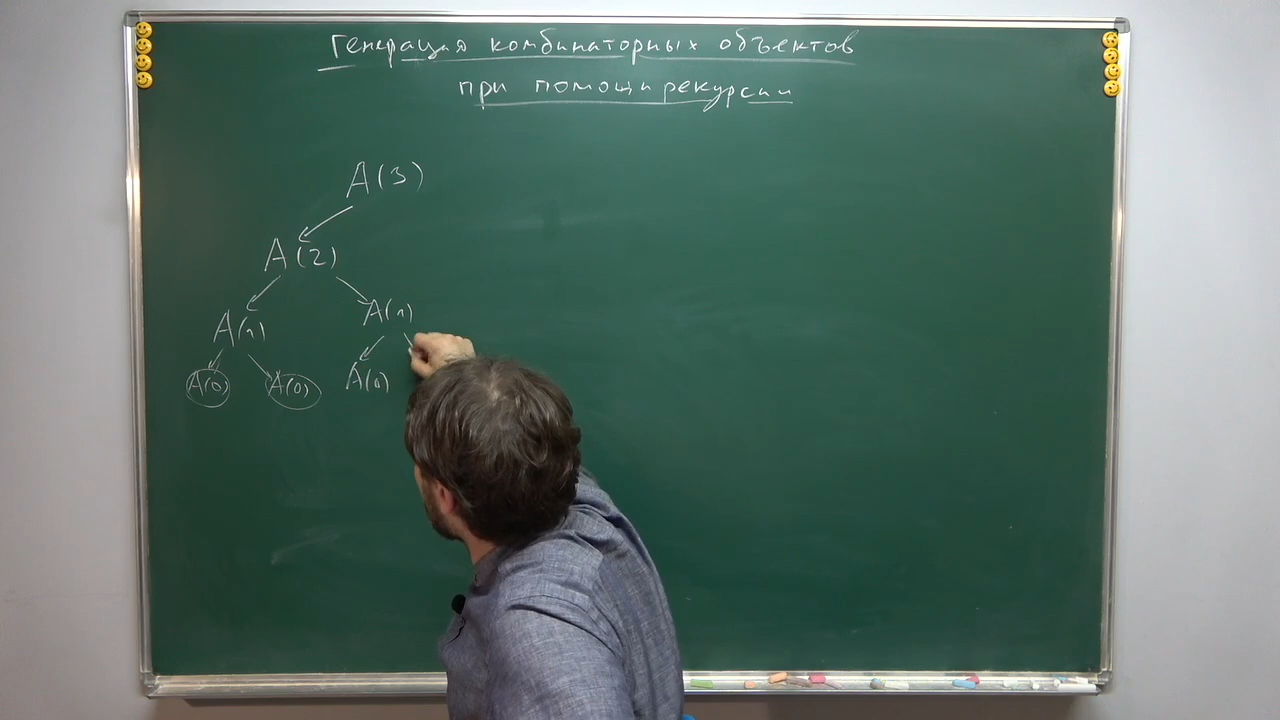 Генерация комбинаторных объектов
при помощи рекурсии
A(3)
A(2)
A(1) A(1)
A(0) A(0) A(0)